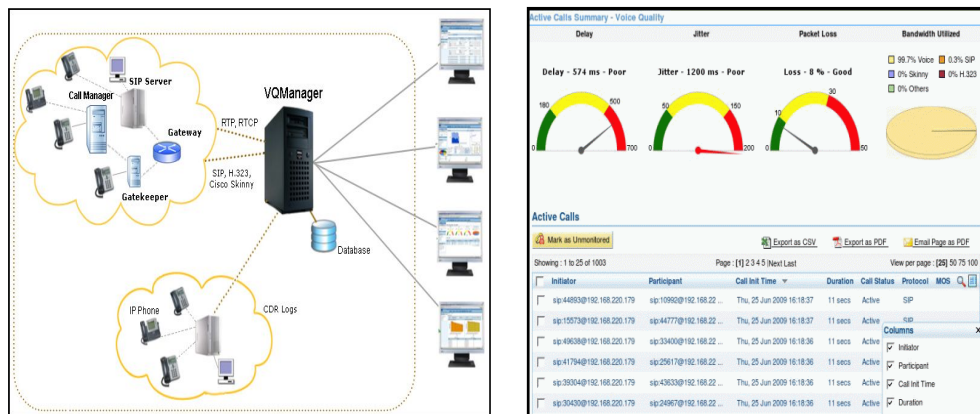 SIP Server
Call Manager
Gateway
Gatekeeper
VQManager
RTP, RTCP
SIP, H.323,
Cisco Skinny
Database
IP Phone
CDR Logs
Active Calls Summary - Voice Quality
Delay Jitter Packet Loss Bandwidth Utilized
Delay - 574 ms - Poor
0 180 500 700
Jitter - 1200 ms - Poor
0 50 150 200
Loss - 8 % - Good
0 10 30 50
99.7% Voice 0.3% SIP
0% Skinny 0% H.323
0% Others
Active Calls
Mark as Unmonitored Export as CSV Export as PDF Email Page as PDF
Showing : 1 to 25 of 1003 Page : [1] 2 3 4 5 |Next Last View per page : [25] 50 75 100
Initiator Participant Call Init Time Duration Call Status Protocol MOS
sip:44893@192.168.220.179 sip:10992@192.168.22 ... Thu, 25 Jun 2009 16:18:37 11 secs Active SIP
sip:15573@192.168.220.179 sip:44777@192.168.22 ... Thu, 25 Jun 2009 16:18:37 11 secs Active SIP
sip:49638@192.168.220.179 sip:33400@192.168.22 ... Thu, 25 Jun 2009 16:18:36 11 secs Active
sip:41794@192.168.220.179 sip:25617@192.168.22 ... Thu, 25 Jun 2009 16:18:36 11 secs Active
sip:39304@192.168.220.179 sip:43633@192.168.22 ... Thu, 25 Jun 2009 16:18:36 11 secs Active
sip:30430@192.168.220.179 sip:24967@192.168.22 ... Thu, 25 Jun 2009 16:18:36 11 secs Active
Columns x
Initiator
Participant
Call Init Time
Duration